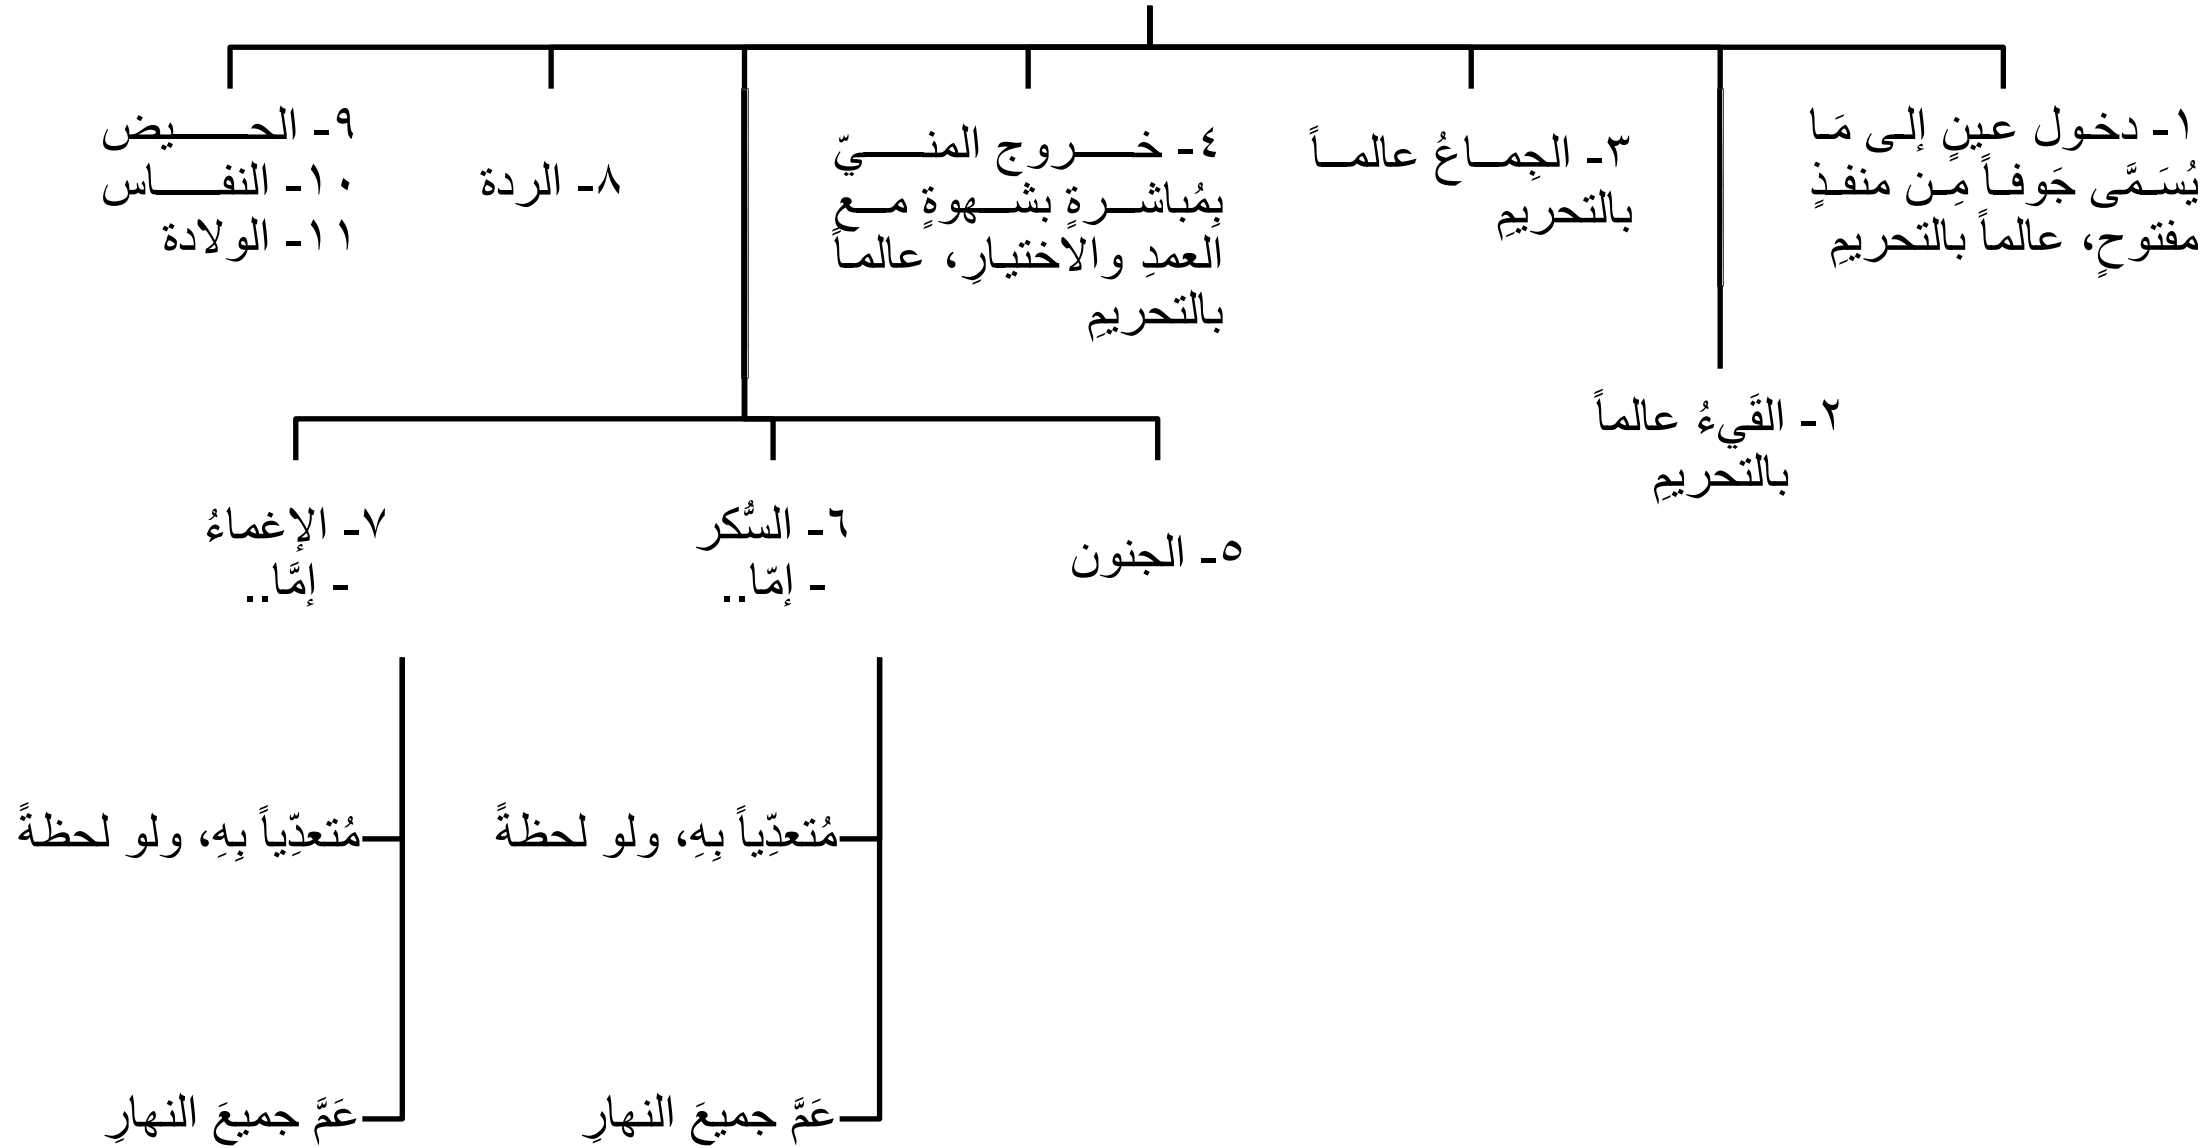 ١- دخول عينٍ إلى مَا
يُسَمَّى جَوفاً مِن منفذٍ
مفتوحٍ، عالماً بالتحريمِ
٢- القَيءُ عالماً
بالتحريمِ
٣- الجِماعُ عالماً
بالتحريمِ
٤- خروج المنيّ
بِمُباشرةٍ بشهوةٍ مع
العمدِ والاختيارِ، عالماً
بالتحريمِ
٥- الجنون
٦- السُّكر
- إمّا..
مُتعدِّياً بِهِ، ولو لحظةً
عَمَّ جميعَ النهارِ
٧- الإغماءُ
- إمَّا..
مُتعدِّياً بِهِ، ولو لحظةً
عَمَّ جميعَ النهارِ
٨- الردة
٩- الحيض
١٠- النفاس
١١- الولادة